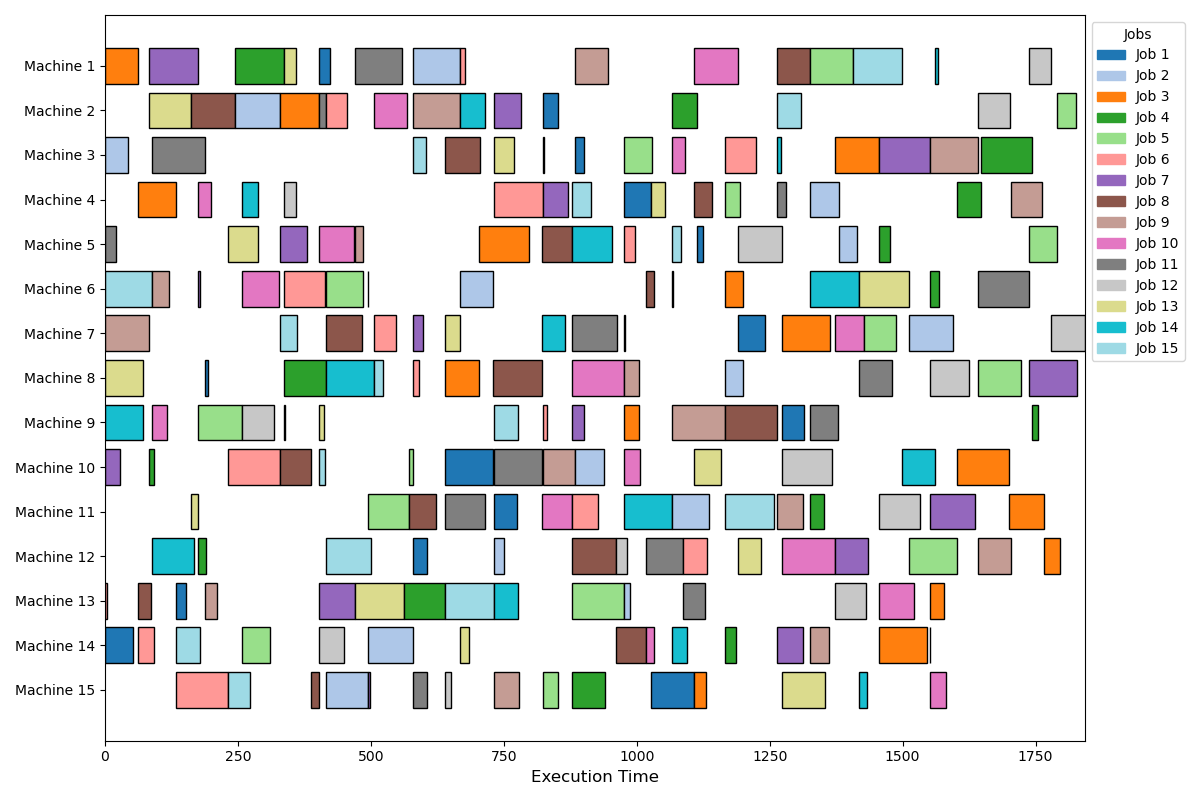 Machine 1
Machine 2
Machine 3
Machine 4
Machine 5
Machine 6
Machine 7
Machine 8
Machine 9
Machine 10
Machine 11
Machine 12
Machine 13
Machine 14
Machine 15
0 250 500 750 1000 1250 1500 1750
Execution Time
Jobs
Job 1
Job 2
Job 3
Job 4
Job 5
Job 6
Job 7
Job 8
Job 9
Job 10
Job 11
Job 12
Job 13
Job 14
Job 15